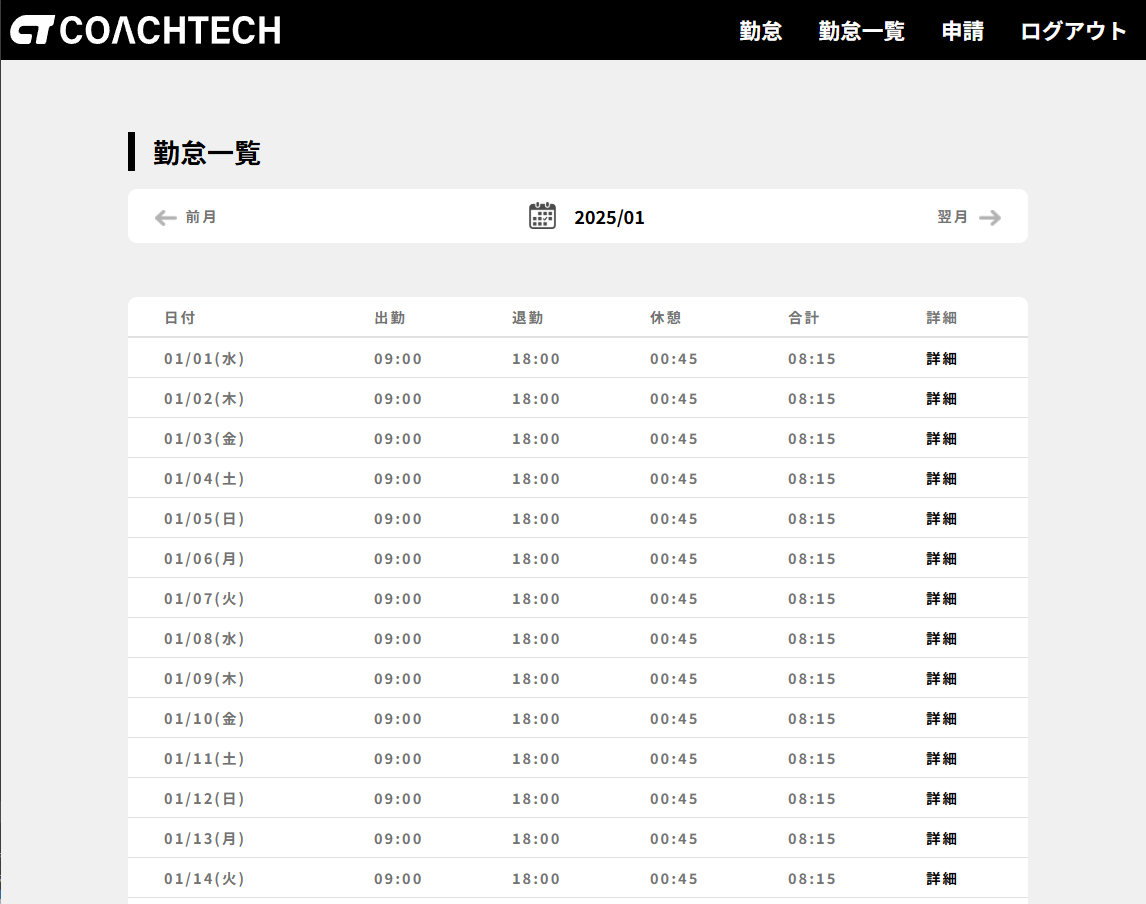 COACHTECH 勤怠 勤怠一覧 申請 ログアウト
勤怠一覧
前月 2025/01 翌月
日付 出勤 退勤 休憩 合計 詳細
01/01(水) 09:00 18:00 00:45 08:15 詳細
01/02(木) 09:00 18:00 00:45 08:15 詳細
01/03(金) 09:00 18:00 00:45 08:15 詳細
01/04(土) 09:00 18:00 00:45 08:15 詳細
01/05(日) 09:00 18:00 00:45 08:15 詳細
01/06(月) 09:00 18:00 00:45 08:15 詳細
01/07(火) 09:00 18:00 00:45 08:15 詳細
01/08(水) 09:00 18:00 00:45 08:15 詳細
01/09(木) 09:00 18:00 00:45 08:15 詳細
01/10(金) 09:00 18:00 00:45 08:15 詳細
01/11(土) 09:00 18:00 00:45 08:15 詳細
01/12(日) 09:00 18:00 00:45 08:15 詳細
01/13(月) 09:00 18:00 00:45 08:15 詳細
01/14(火) 09:00 18:00 00:45 08:15 詳細